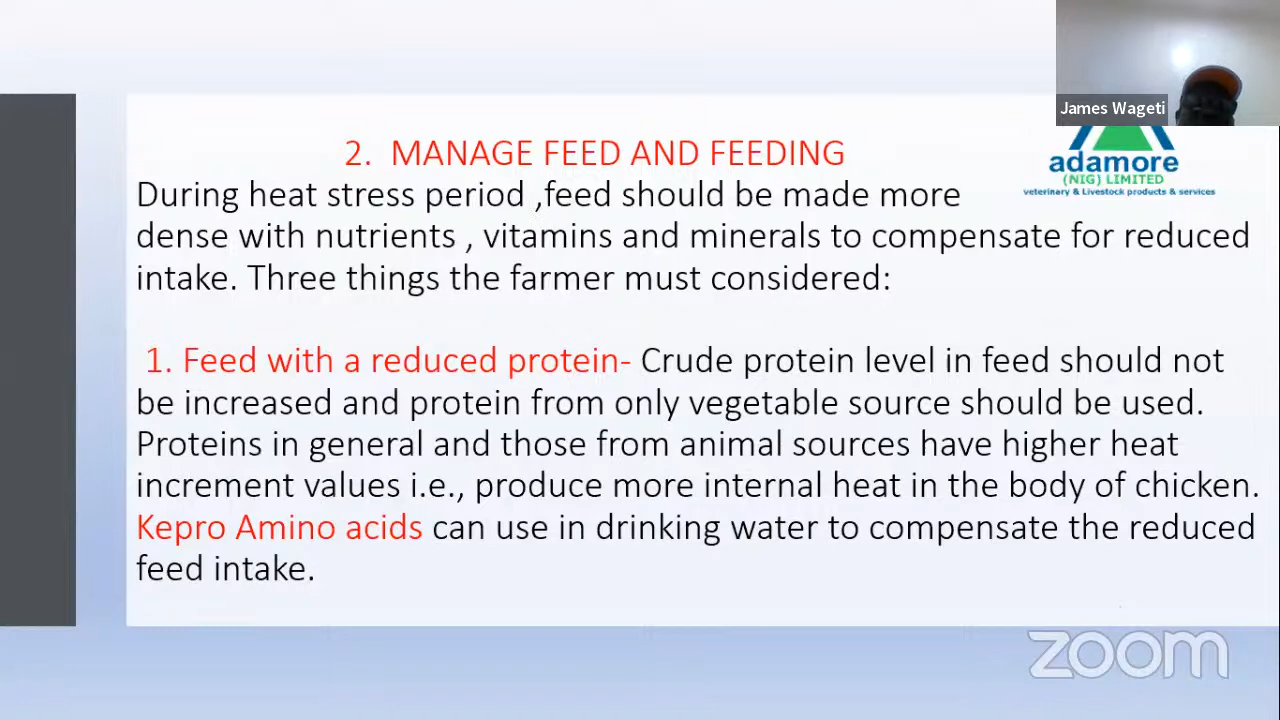 James Wageti
adamore
(NIG) LIMITED
veterinary & Livestock products & services
2. MANAGE FEED AND FEEDING
During heat stress period ,feed should be made more
dense with nutrients , vitamins and minerals to compensate for reduced
intake. Three things the farmer must considered:
1. Feed with a reduced protein- Crude protein level in feed should not
be increased and protein from only vegetable source should be used.
Proteins in general and those from animal sources have higher heat
increment values i.e., produce more internal heat in the body of chicken.
Kepro Amino acids can use in drinking water to compensate the reduced
feed intake.
zoom